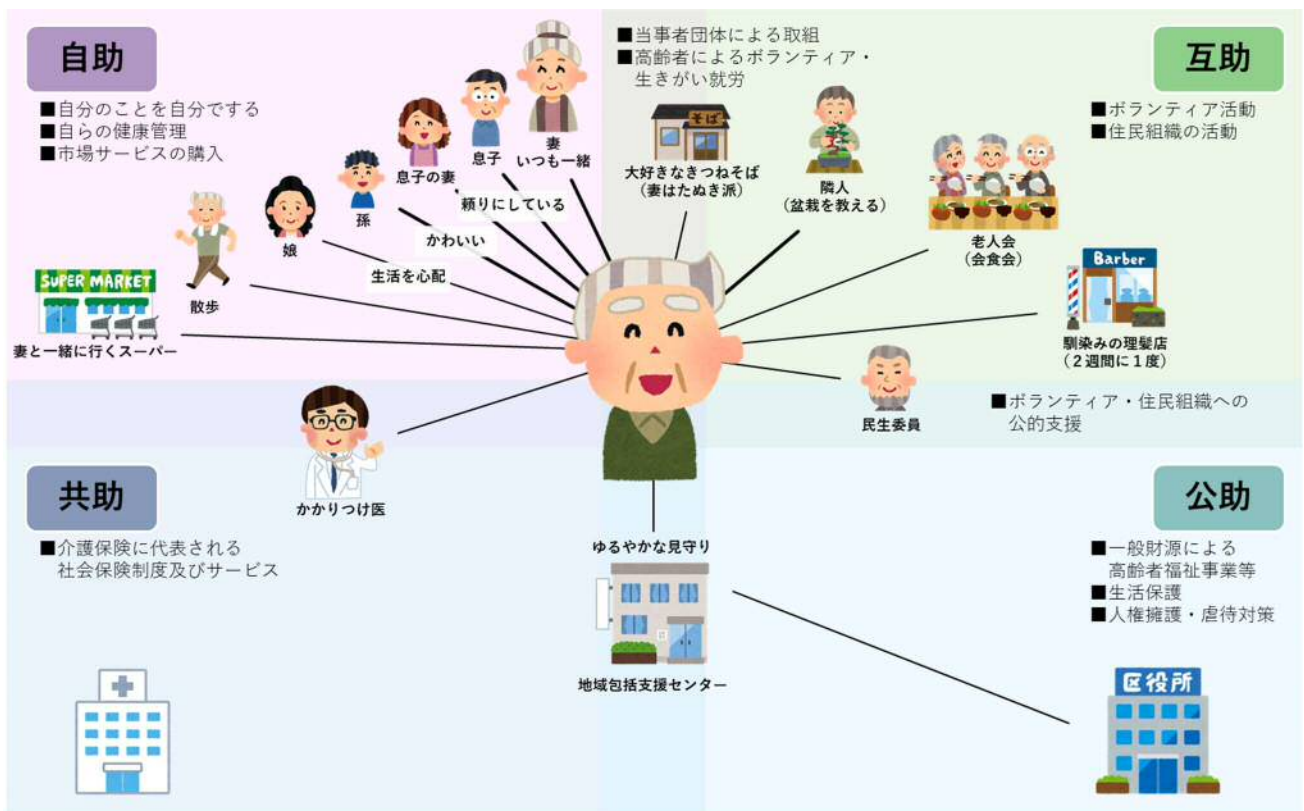 自助
■自分のことを自分でする
■自らの健康管理
■市場サービスの購入
■当事者団体による取組
■高齢者によるボランティア・
生きがい就労
互助
■ボランティア活動
■住民組織の活動
妻
いつも一緒
息子
息子の妻
孫
娘
散歩
頼りにしている
かわいい
生活を心配
SUPER MARKET
妻と一緒に行くスーパー
そば
大好きなきつねそば
(妻はたぬき派)
隣人
(盆栽を教える)
老人会
(会食会)
Barber
馴染みの理髪店
(2週間に1度)
民生委員
■ボランティア・住民組織への
公的支援
かかりつけ医
共助
■介護保険に代表される
社会保険制度及びサービス
ゆるやかな見守り
地域包括支援センター
公助
■一般財源による
高齢者福祉事業等
■生活保護
■人権擁護・虐待対策
区役所